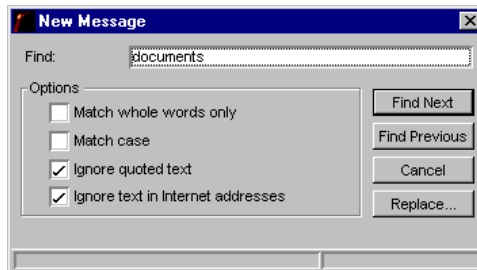 New Message
Find: documents
Options
Match whole words only
Match case
Ignore quoted text
Ignore text in Internet addresses
Find Next
Find Previous
Cancel
Replace...